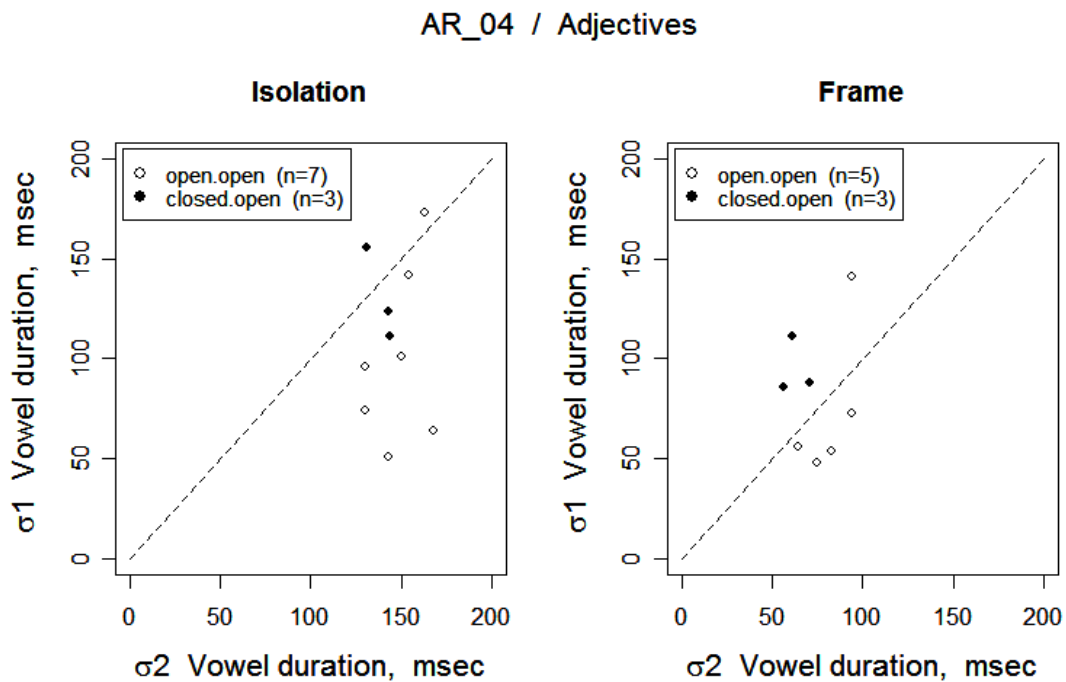 AR_04 / Adjectives
Isolation
open.open (n=7)
closed.open (n=3)
σ1 Vowel duration, msec
200
150
100
50
0
0 50 100 150 200
σ2 Vowel duration, msec
Frame
open.open (n=5)
closed.open (n=3)
σ1 Vowel duration, msec
200
150
100
50
0
0 50 100 150 200
σ2 Vowel duration, msec